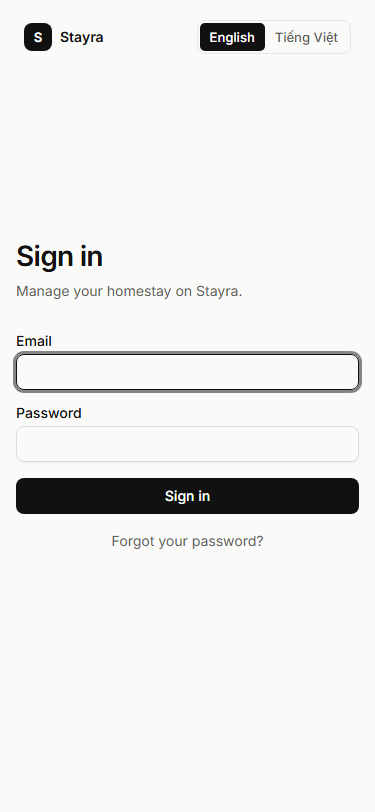 S Stayra English Tiếng Việt
Sign in
Manage your homestay on Stayra.
Email
Password
Sign in
Forgot your password?